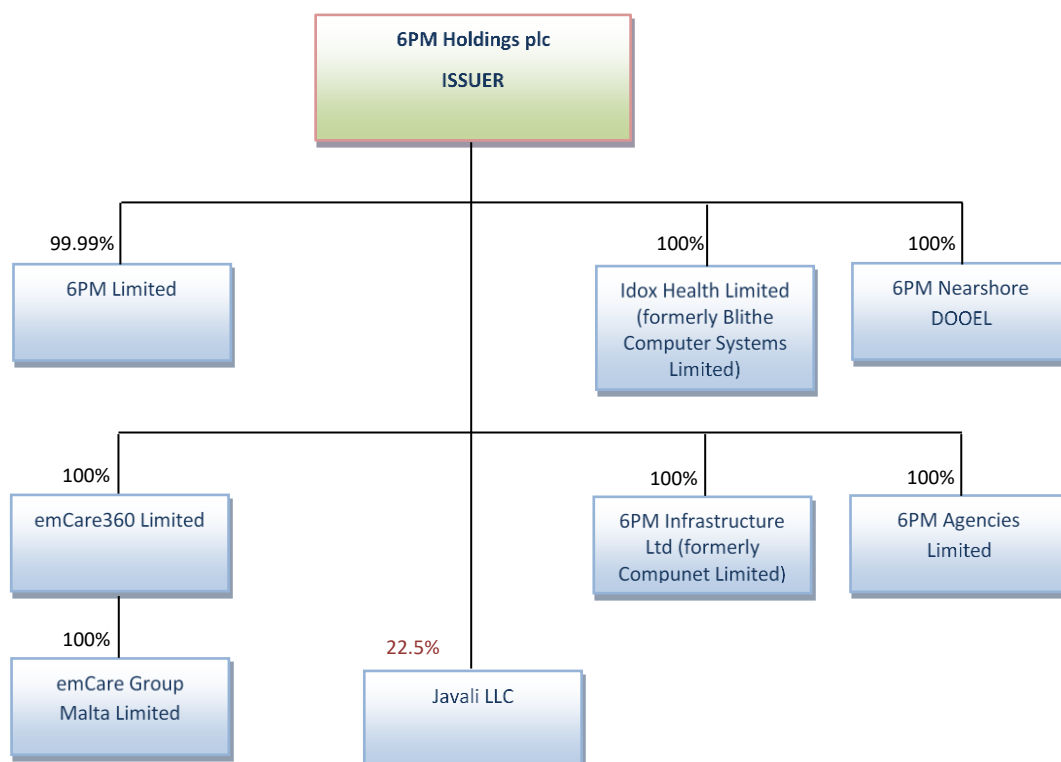 6PM Holdings plc
ISSUER
99.99%
100%
100%
6PM Limited
Idox Health Limited
(formerly Blithe
Computer Systems
Limited)
6PM Nearshore
DOOEL
100%
100%
100%
emCare360 Limited
6PM Infrastructure
Ltd (formerly
Compunet Limited)
6PM Agencies
Limited
100%
22.5%
emCare Group
Malta Limited
Javali LLC